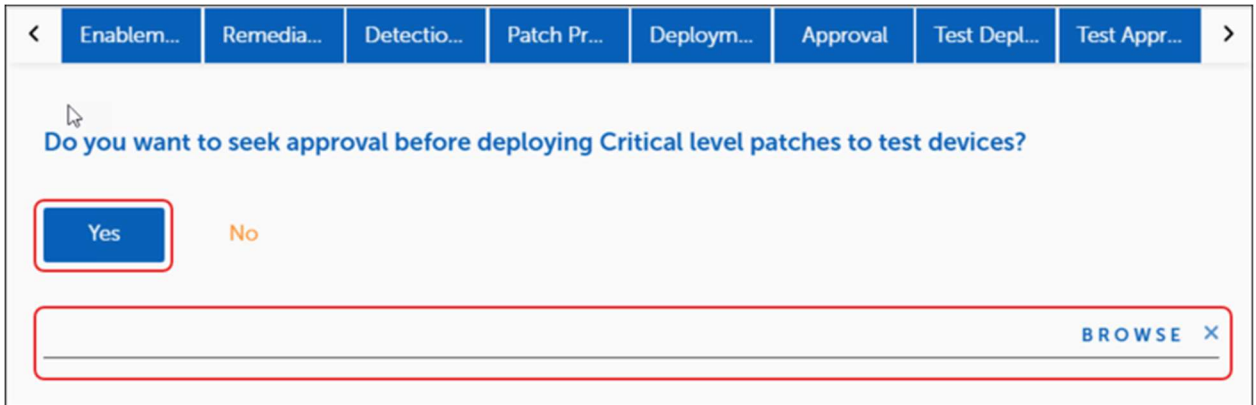 Enablem... Remedia... Detectio... Patch Pr... Deploym... Approval Test Depl... Test Appr...
Do you want to seek approval before deploying Critical level patches to test devices?
Yes No
BROWSE